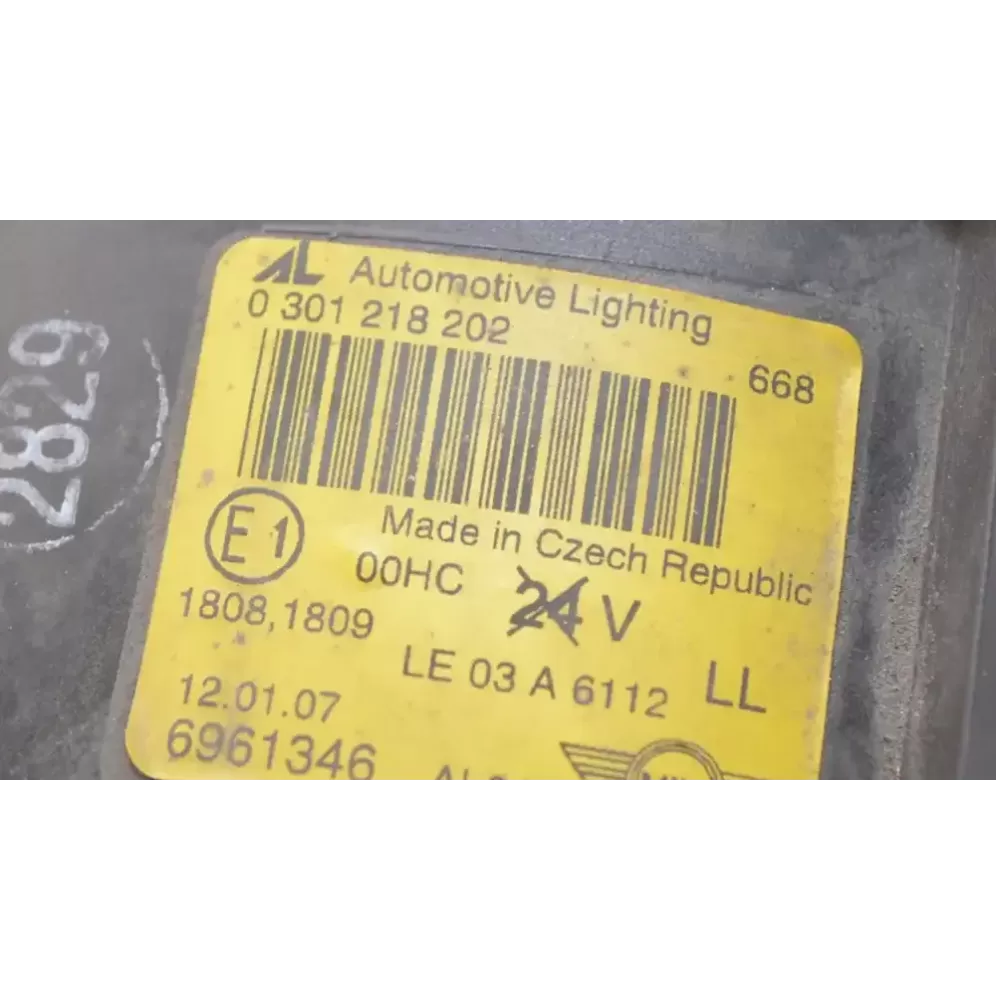 AL Automotive Lighting
0 301 218 202
668
Made in Czech Republic
E1
00HC 24 V
1808,1809
LE 03 A 6112 LL
12.01.07
6961346
2829